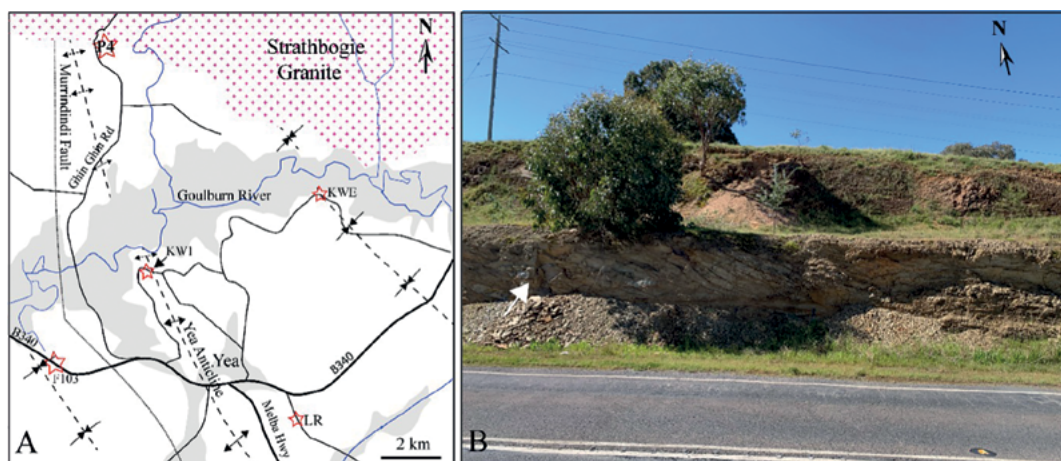 N
P4
Strathbogie
Granite
Murrindindi Fault
Ghin Ghin Rd
Goulburn River
KWE
KW1
B340
F103
Yea Anticline
Yea
B340
Melba Hwy
LR
A
2 km
N
B